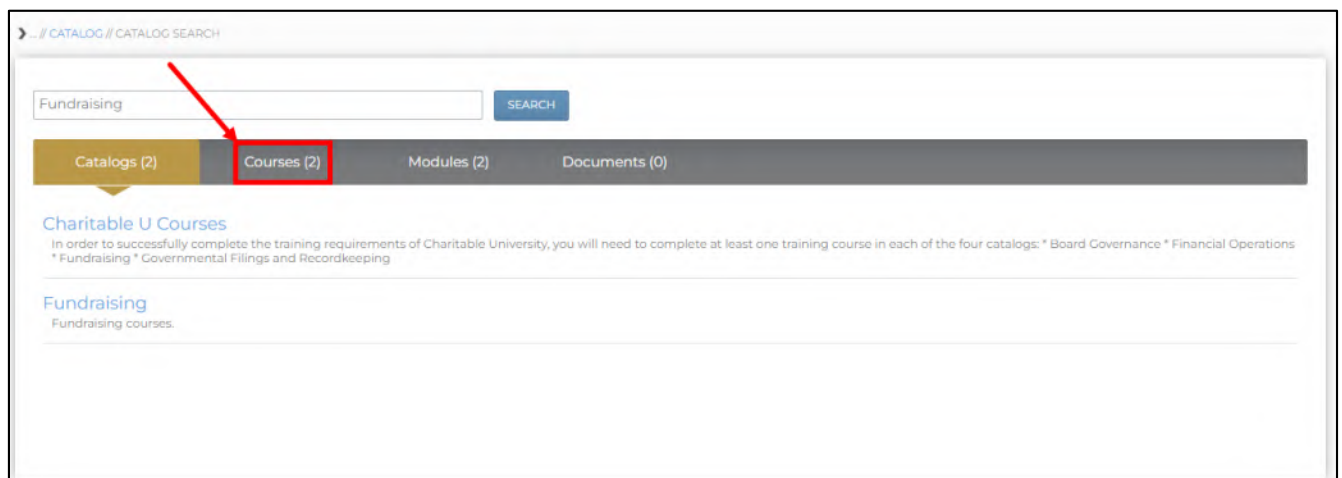 ❯ ... // CATALOG // CATALOG SEARCH
Fundraising
SEARCH
Catalogs (2) Courses (2) Modules (2) Documents (0)
Charitable U Courses
In order to successfully complete the training requirements of Charitable University, you will need to complete at least one training course in each of the four catalogs: * Board Governance * Financial Operations
* Fundraising * Governmental Filings and Recordkeeping
Fundraising
Fundraising courses.